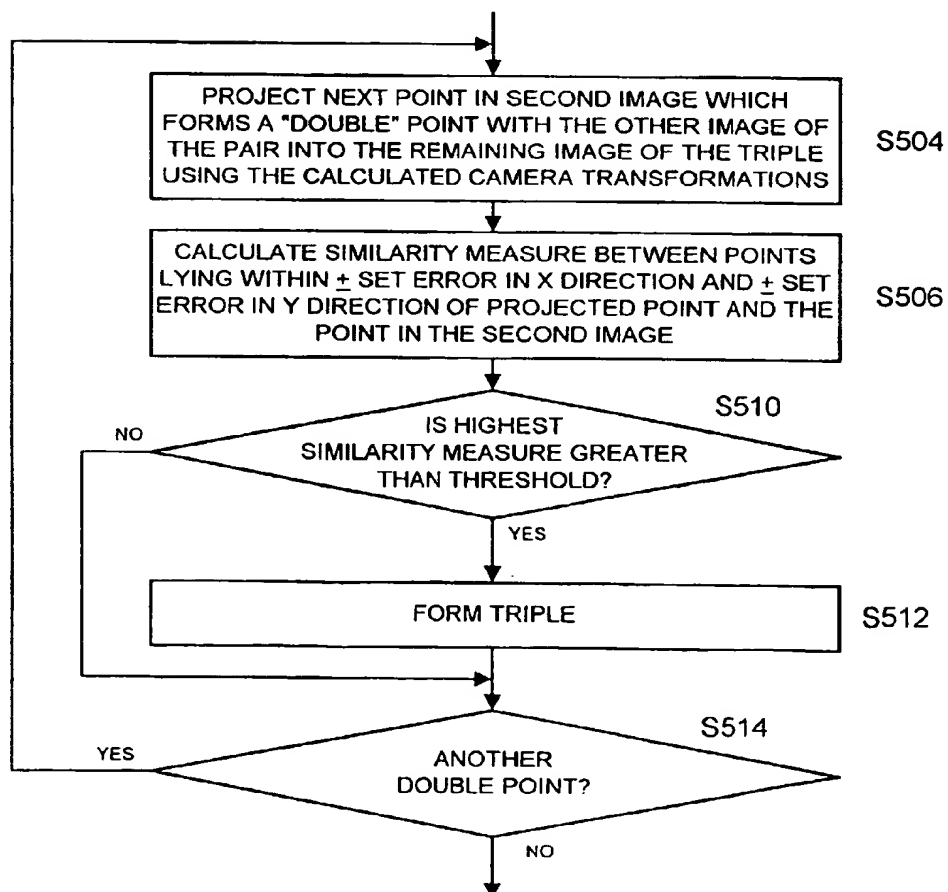 PROJECT NEXT POINT IN SECOND IMAGE WHICH
FORMS A "DOUBLE" POINT WITH THE OTHER IMAGE OF
THE PAIR INTO THE REMAINING IMAGE OF THE TRIPLE
USING THE CALCULATED CAMERA TRANSFORMATIONS
S504
CALCULATE SIMILARITY MEASURE BETWEEN POINTS
LYING WITHIN ± SET ERROR IN X DIRECTION AND ± SET
ERROR IN Y DIRECTION OF PROJECTED POINT AND THE
POINT IN THE SECOND IMAGE
S506
S510
NO
IS HIGHEST
SIMILARITY MEASURE GREATER
THAN THRESHOLD?
YES
FORM TRIPLE
S512
S514
YES
ANOTHER
DOUBLE POINT?
NO